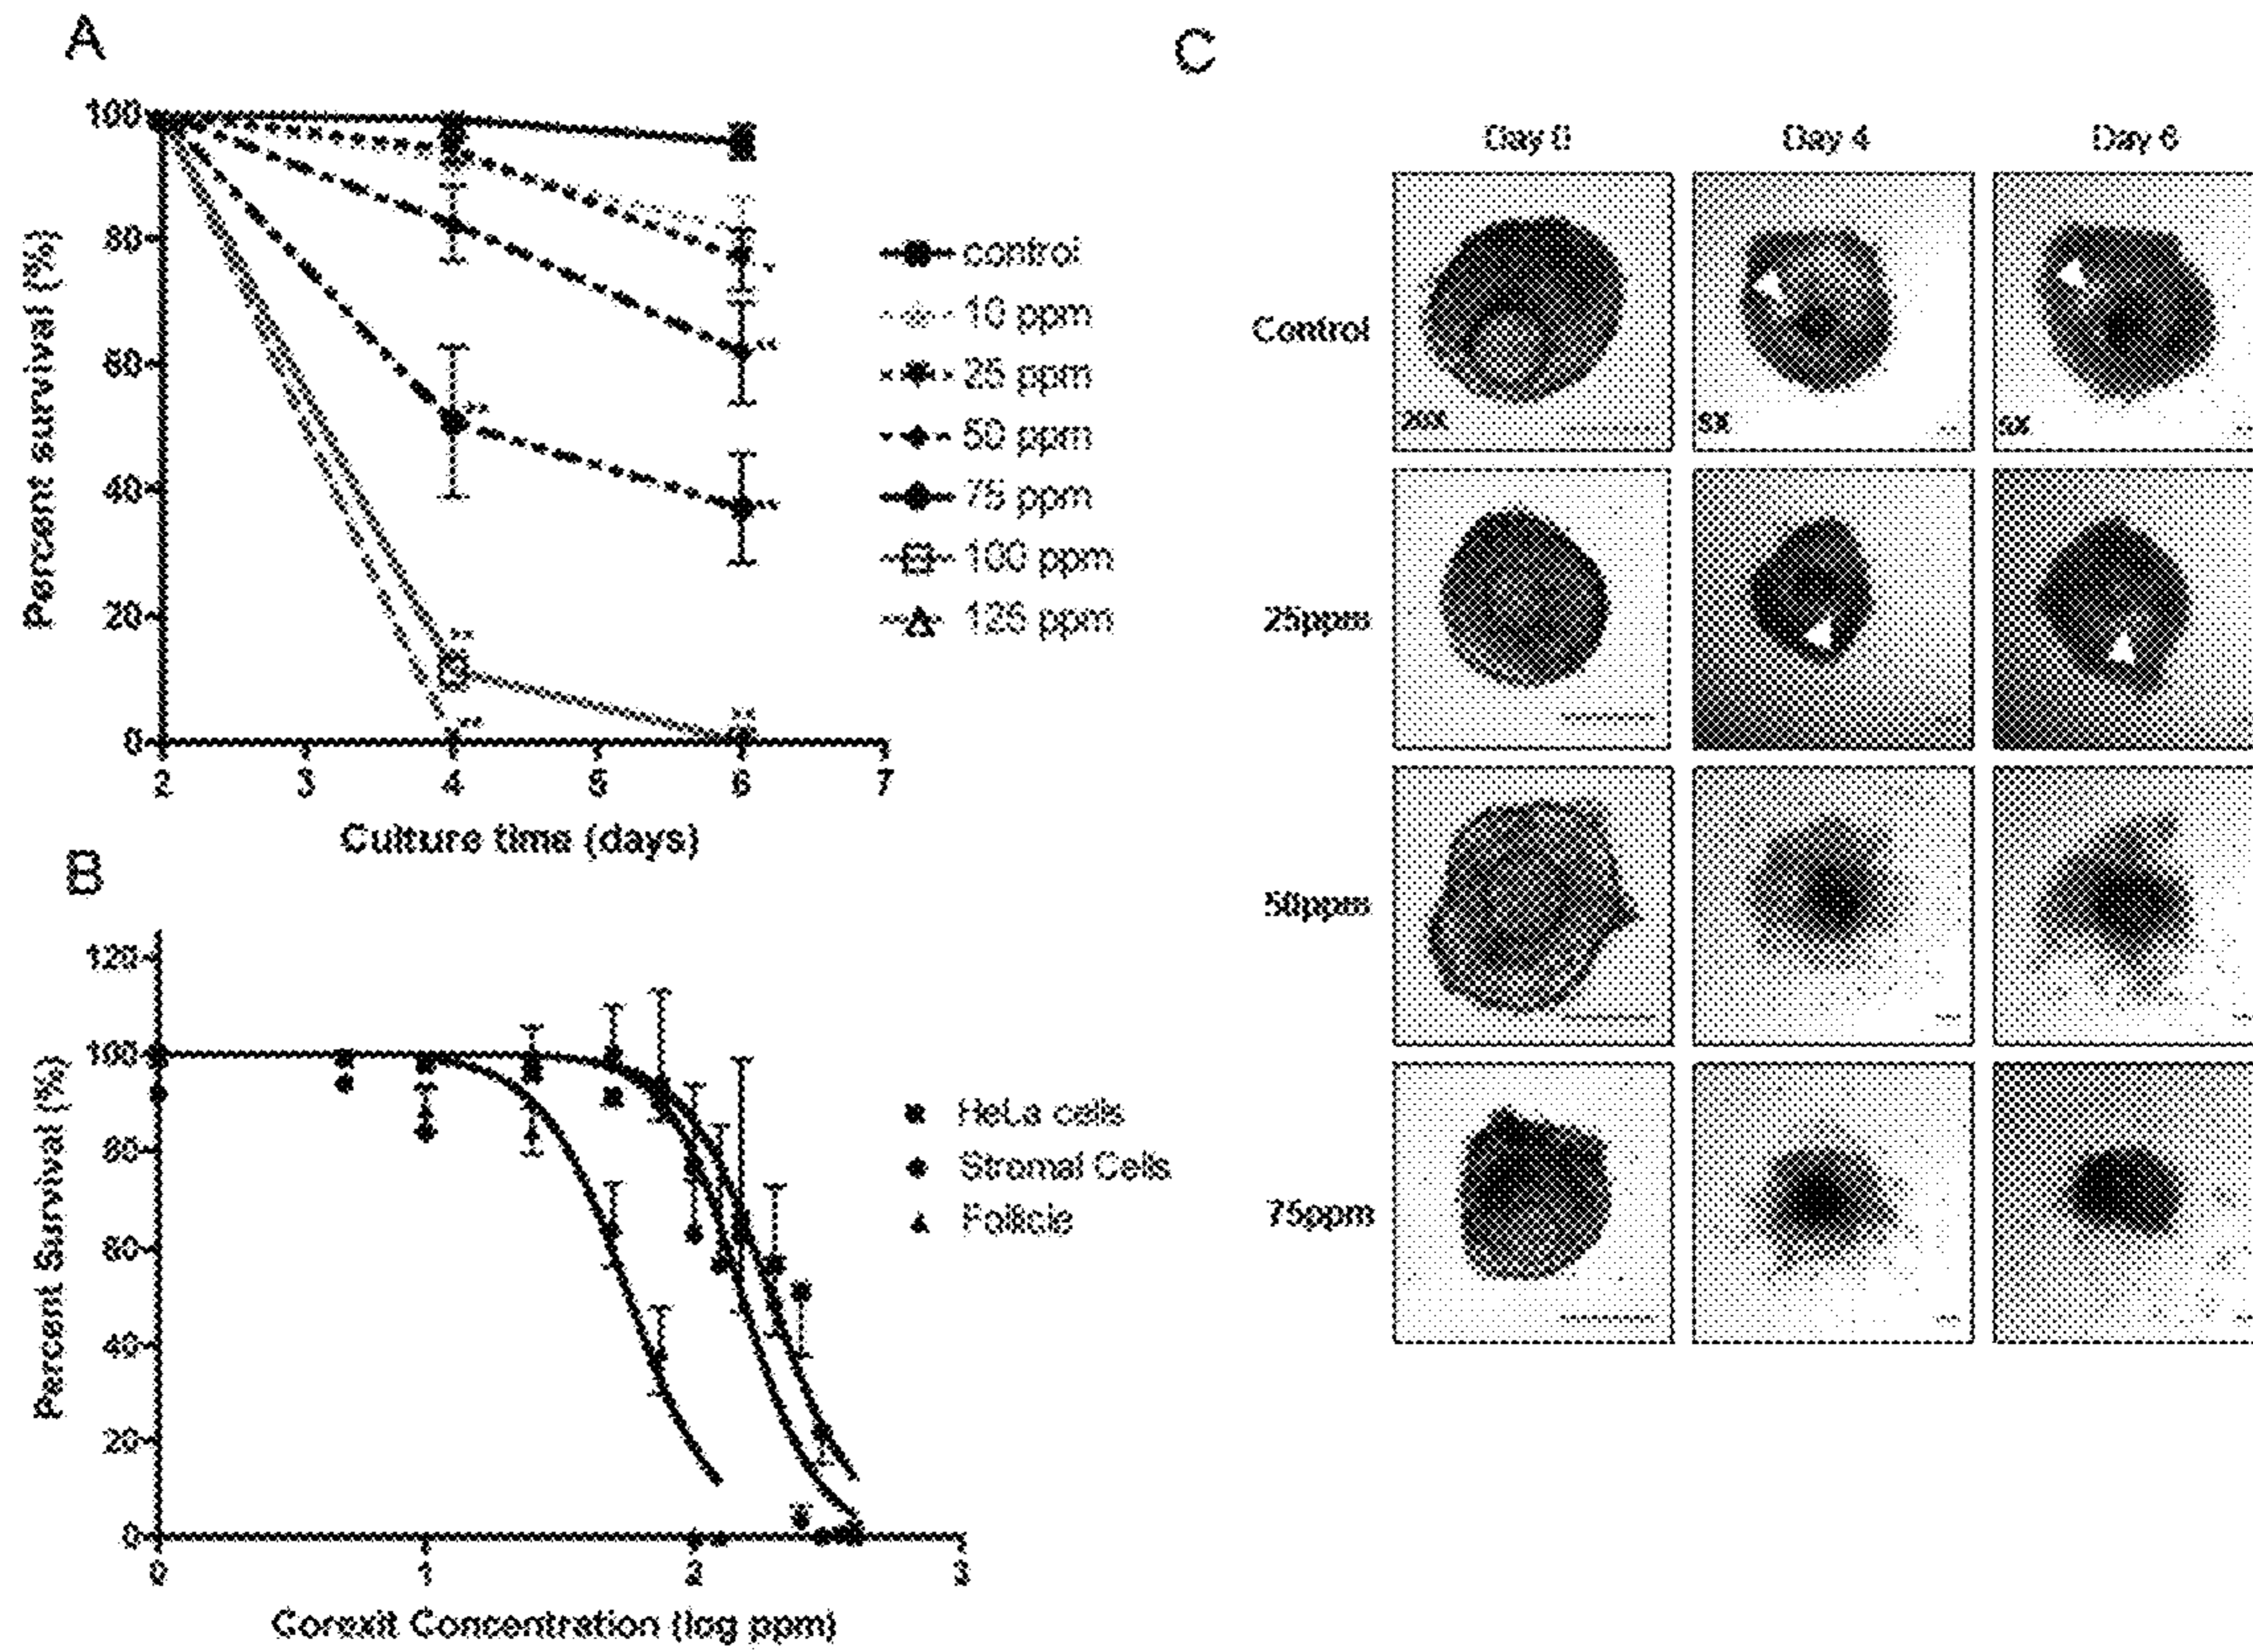 A
100
80
60
40
20
0
2 3 4 5 6 7
Percent survival (%)
Culture time (days)
control
10 ppm
25 ppm
50 ppm
75 ppm
100 ppm
125 ppm
B
120
100
80
60
40
20
0
0 1 2 3
Percent Survival (%)
Corexit Concentration (log ppm)
HeLa cells
Stromal Cells
Follicle
C
Day 0 Day 4 Day 6
Control
20X 5X 5X
25ppm
50ppm
75ppm